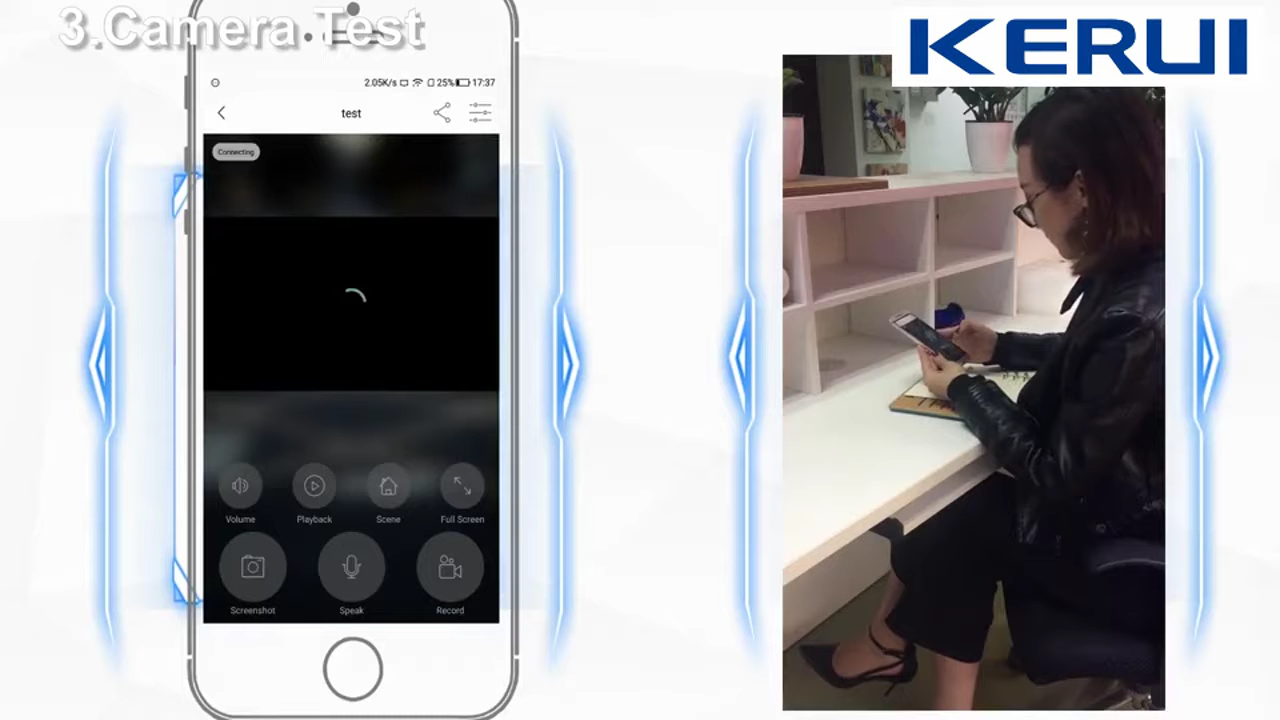 3.Camera Test
KERUI
2.05K/s 25% 17:37
test
Connecting
Volume Playback Scene Full Screen
Screenshot Speak Record